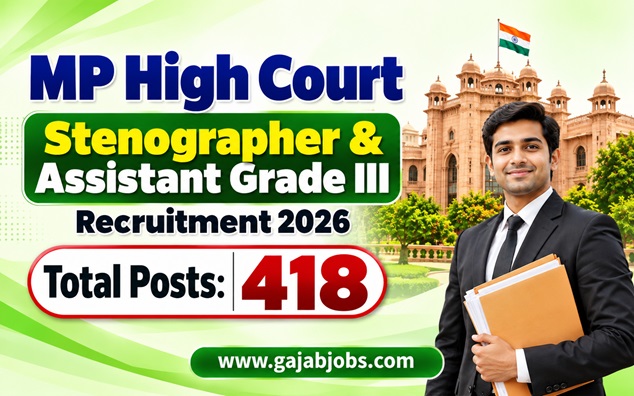 MP High Court
Stenographer &
Assistant Grade III
Recruitment 2026
Total Posts: 418
www.gajabjobs.com